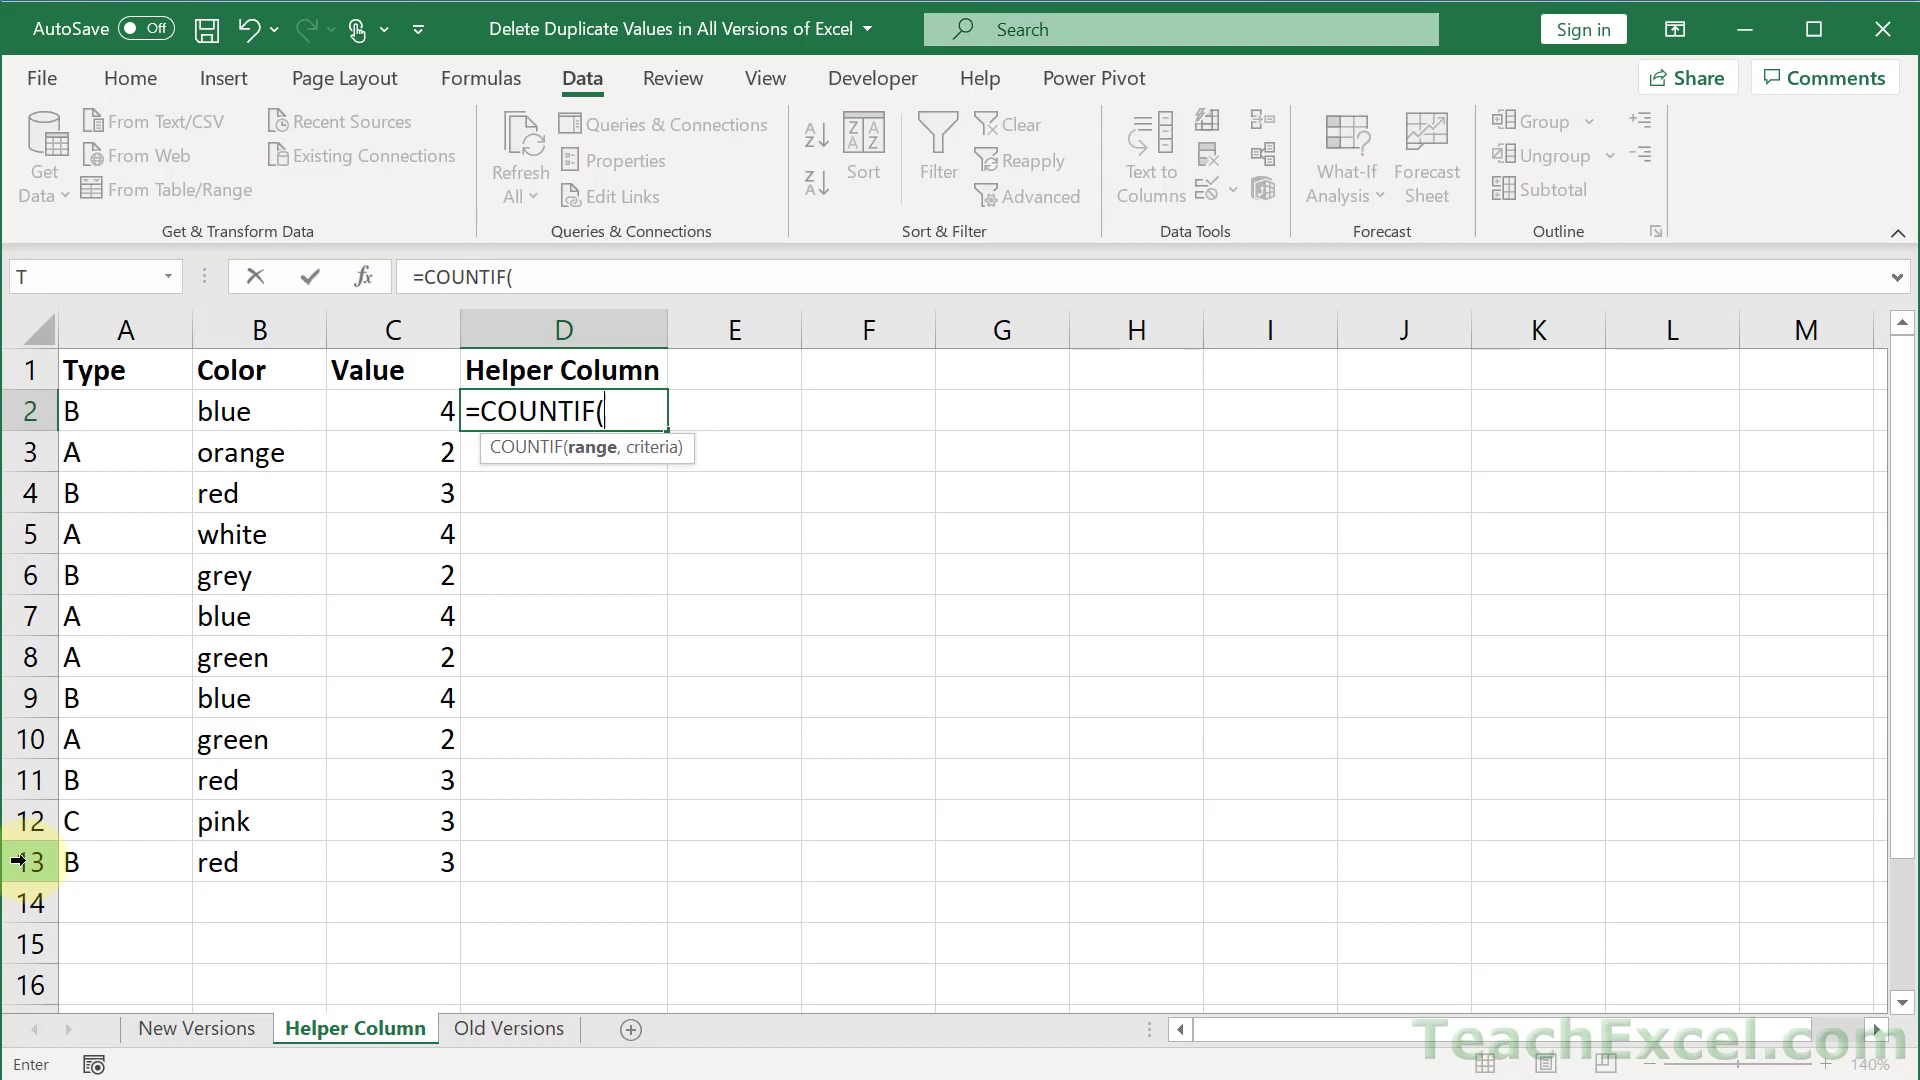 AutoSave Off Delete Duplicate Values in All Versions of Excel Search Sign in
File Home Insert Page Layout Formulas Data Review View Developer Help Power Pivot Share Comments
Get Data
From Text/CSV
From Web
From Table/Range
Recent Sources
Existing Connections
Get & Transform Data
Refresh All
Queries & Connections
Properties
Edit Links
Queries & Connections
Sort
Filter
Clear
Reapply
Advanced
Sort & Filter
Text to Columns
Data Tools
What-If Analysis
Forecast Sheet
Forecast
Group
Ungroup
Subtotal
Outline
T fx =COUNTIF(
A B C D E F G H I J K L M
1 Type Color Value Helper Column
2 B blue 4 =COUNTIF(
COUNTIF(range, criteria)
3 A orange 2
4 B red 3
5 A white 4
6 B grey 2
7 A blue 4
8 A green 2
9 B blue 4
10 A green 2
11 B red 3
12 C pink 3
13 B red 3
14
15
16
New Versions Helper Column Old Versions
TeachExcel.com
Enter 140%